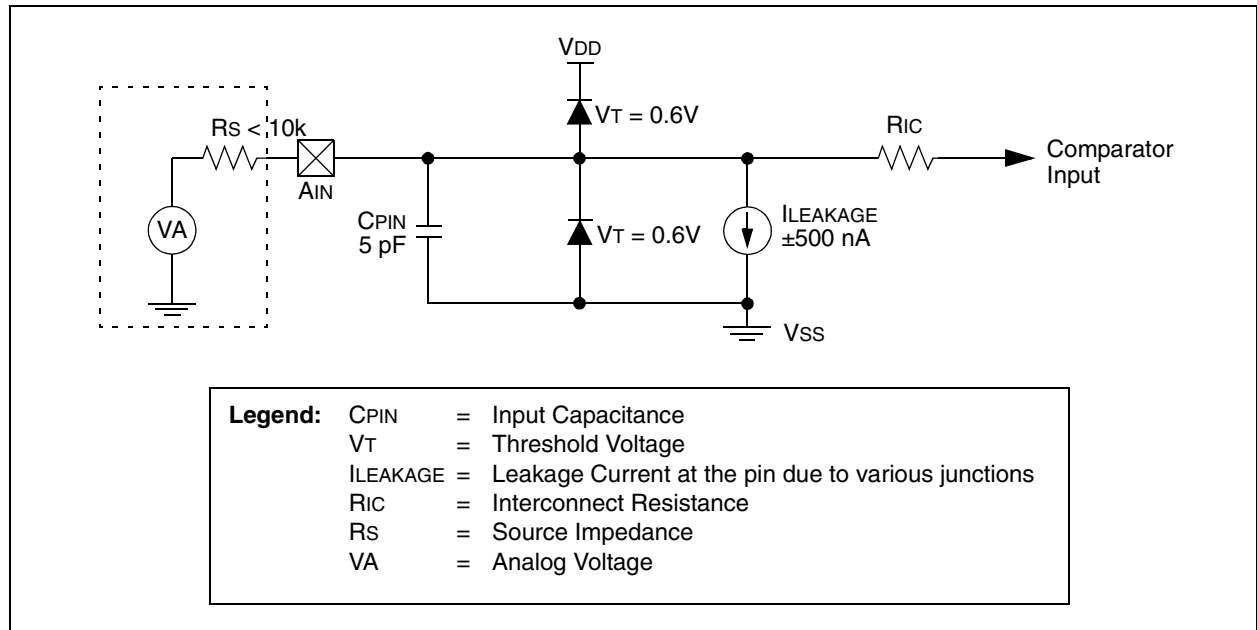 VDD
VT = 0.6V
RS < 10k
RIC
AIN
Comparator
Input
VA
CPIN
5 pF
VT = 0.6V
ILEAKAGE
±500 nA
VSS
Legend: CPIN = Input Capacitance
VT = Threshold Voltage
ILEAKAGE = Leakage Current at the pin due to various junctions
RIC = Interconnect Resistance
RS = Source Impedance
VA = Analog Voltage